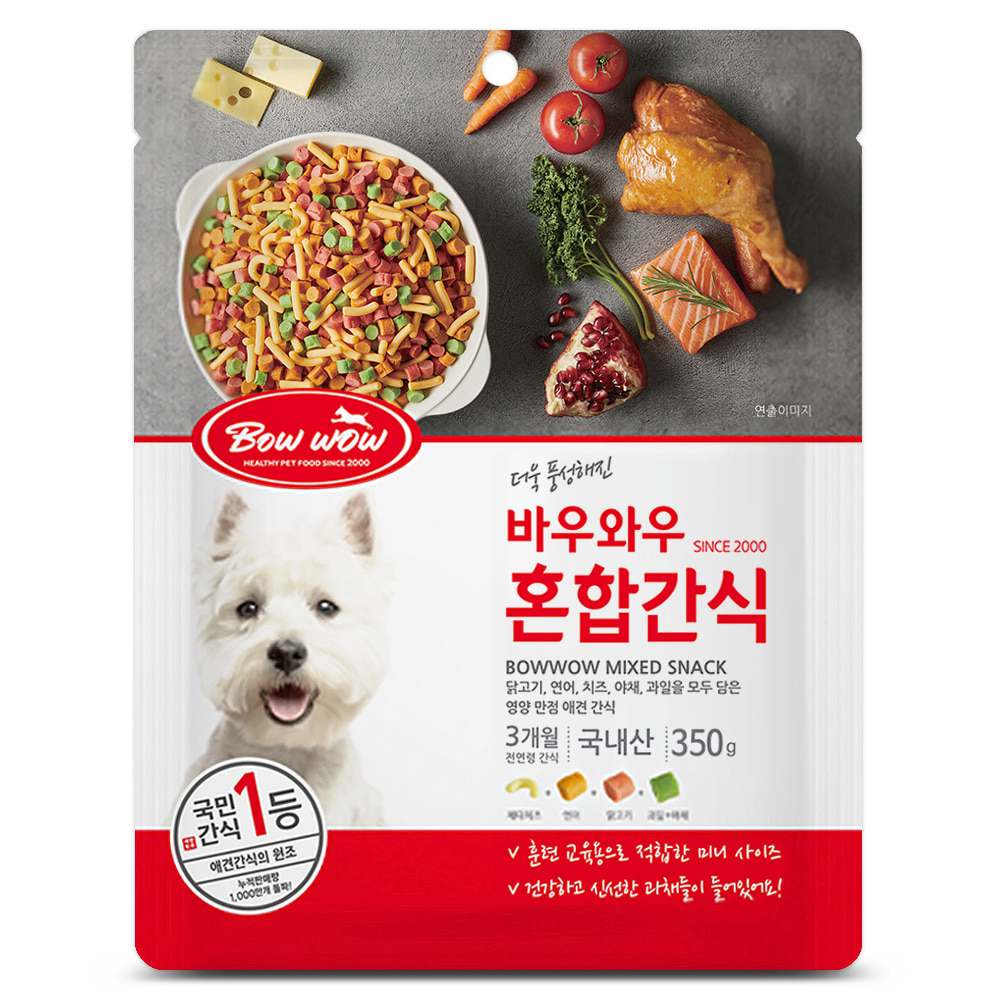 연출이미지
BOW WOW
HEALTHY PET FOOD SINCE 2000
더욱 풍성해진
바우와우 SINCE 2000
혼합간식
BOWWOW MIXED SNACK
닭고기, 연어, 치즈, 야채, 과일을 모두 담은
영양 만점 애견 간식
3개월 국내산 350g
전연령 간식
체다치즈 연어 닭고기 과일+야채
국민 간식 1등
애견간식의 원조
누적판매량
1,000만개 돌파!
v 훈련 교육용으로 적합한 미니 사이즈
v 건강하고 신선한 과채들이 들어있어요!